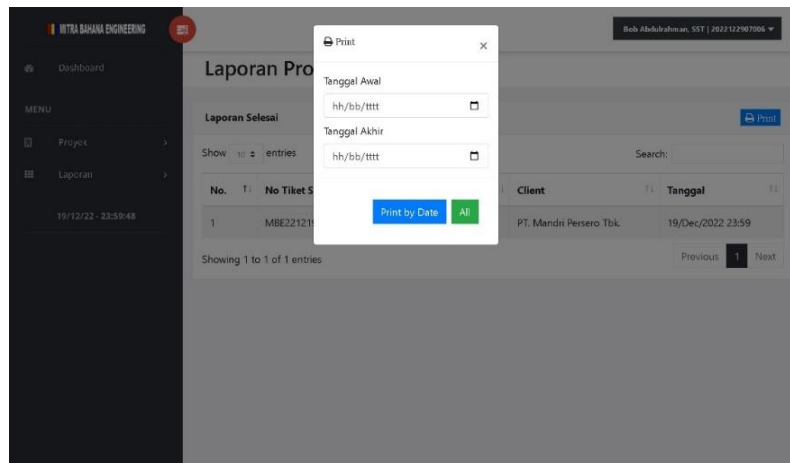 MITRA BAHANA ENGINEERING
Bob Abdulrahman, SST | 2022122907006
Dashboard
MENU
Proyek
Laporan
19/12/22 - 23:59:48
Laporan Pro
Laporan Selesai
Print
Show 10 entries
Search:
No. No Tiket S Client Tanggal
1 MBE221219 PT. Mandri Persero Tbk. 19/Dec/2022 23:59
Showing 1 to 1 of 1 entries
Previous 1 Next
Print ×
Tanggal Awal
hh/bb/tttt
Tanggal Akhir
hh/bb/tttt
Print by Date All